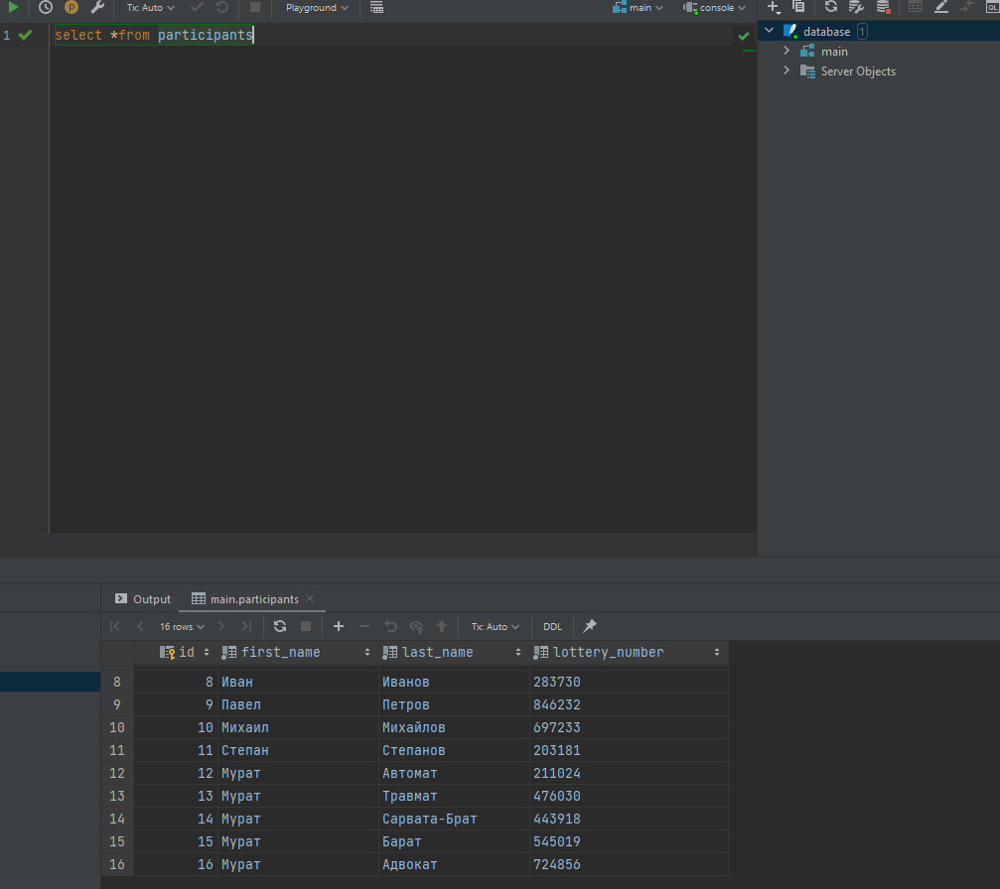 Tx: Auto Playground main console
1 select *from participants
database 1
main
Server Objects
Output main.participants
16 rows Tx: Auto DDL
id first_name last_name lottery_number
8 8 Иван Иванов 283730
9 9 Павел Петров 846232
10 10 Михаил Михайлов 697233
11 11 Степан Степанов 203181
12 12 Мурат Автомат 211024
13 13 Мурат Травмат 476030
14 14 Мурат Сарвата-Брат 443918
15 15 Мурат Барат 545019
16 16 Мурат Адвокат 724856